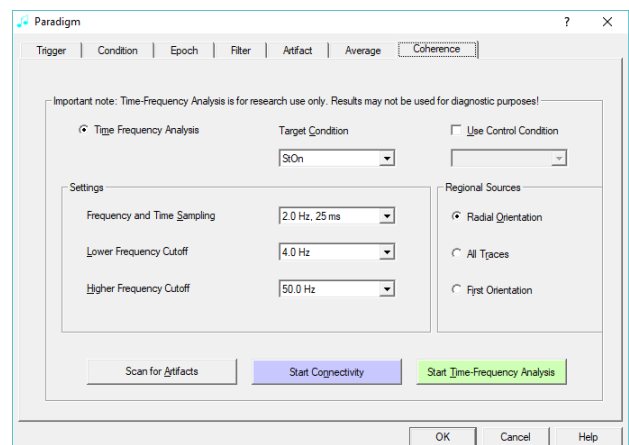 Paradigm ? X
Trigger Condition Epoch Filter Artifact Average Coherence
Important note: Time-Frequency Analysis is for research use only. Results may not be used for diagnostic purposes!
Time Frequency Analysis Target Condition Use Control Condition
StOn
Settings Regional Sources
Frequency and Time Sampling 2.0 Hz, 25 ms Radial Orientation
Lower Frequency Cutoff 4.0 Hz All Traces
Higher Frequency Cutoff 50.0 Hz First Orientation
Scan for Artifacts Start Connectivity Start Time-Frequency Analysis
OK Cancel Help